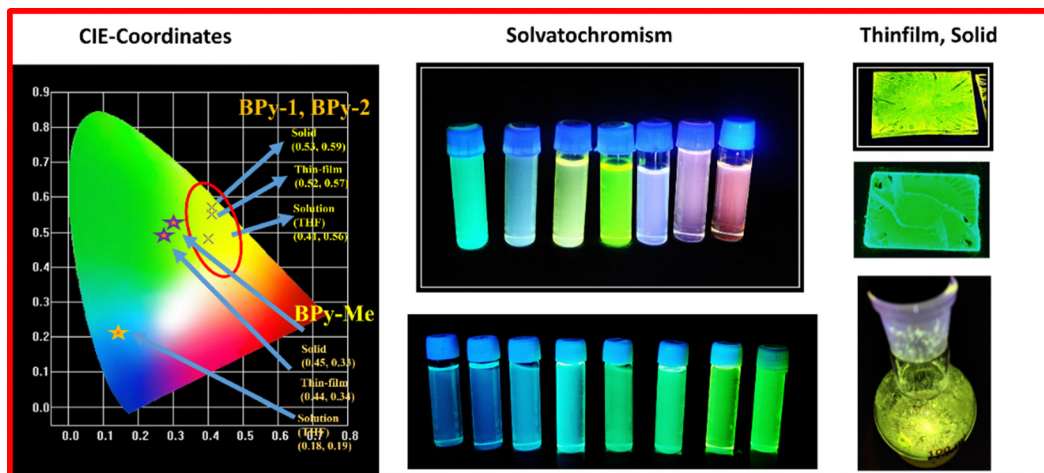 CIE-Coordinates
Solvatochromism
Thinfilm, Solid
0.9
0.8
0.7
0.6
0.5
0.4
0.3
0.2
0.1
0.0
0.0 0.1 0.2 0.3 0.4 0.5 0.6 0.7 0.8
BPy-1, BPy-2
Solid
(0.53, 0.59)
Thin-film
(0.52, 0.57)
Solution
(THF)
(0.41, 0.56)
BPy-Me
Solid
(0.45, 0.33)
Thin-film
(0.44, 0.34)
Solution
(THF)
(0.18, 0.19)